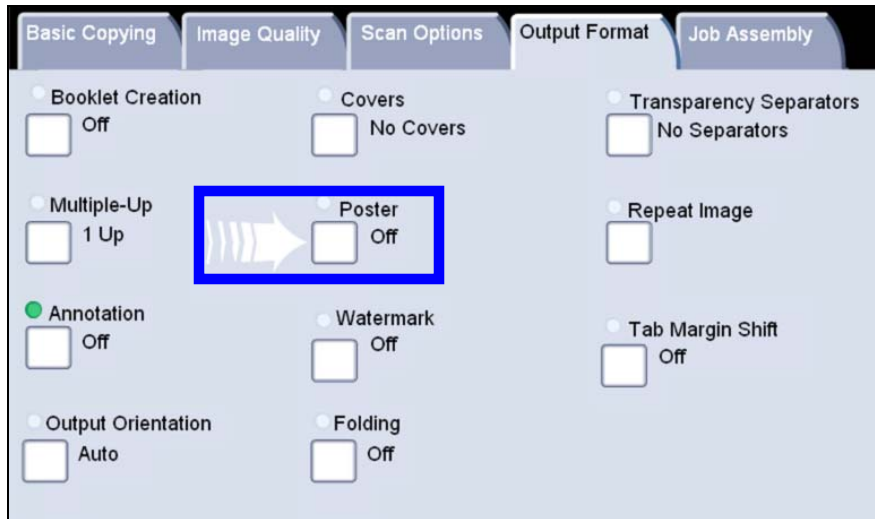 Basic Copying
Image Quality
Scan Options
Output Format
Job Assembly
Booklet Creation
Off
Covers
No Covers
Transparency Separators
No Separators
Multiple-Up
1 Up
Poster
Off
Repeat Image
Annotation
Off
Watermark
Off
Tab Margin Shift
Off
Output Orientation
Auto
Folding
Off